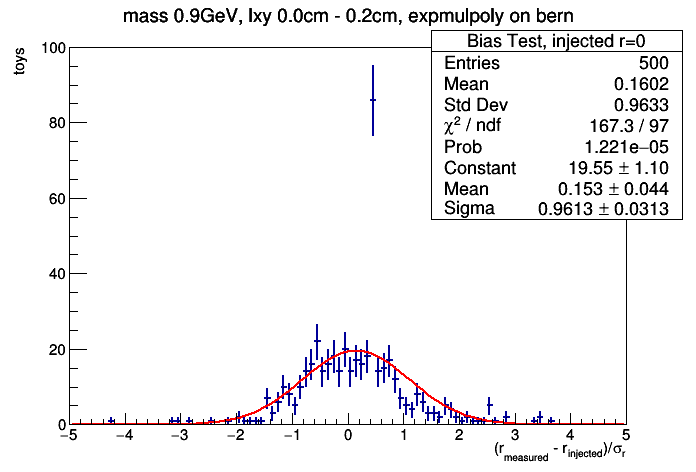 mass 0.9GeV, lxy 0.0cm - 0.2cm, expmulpoly on bern
toys
Bias Test, injected r=0
Entries 500
Mean 0.1602
Std Dev 0.9633
χ² / ndf 167.3 / 97
Prob 1.221e−05
Constant 19.55 ± 1.10
Mean 0.153 ± 0.044
Sigma 0.9613 ± 0.0313
100
80
60
40
20
0
−5 −4 −3 −2 −1 0 1 2 3 4 5
(r_measured - r_injected)/σ_r